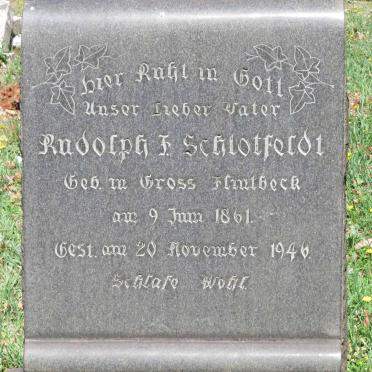 Hier Ruht in Gott
Unser Lieber Vater
Rudolph F. Schlotfeldt
Geb. in Gross Flintbeck
am 9 Juni 1861.
Gest. am 20 November 1946.
Schlafe Wohl.